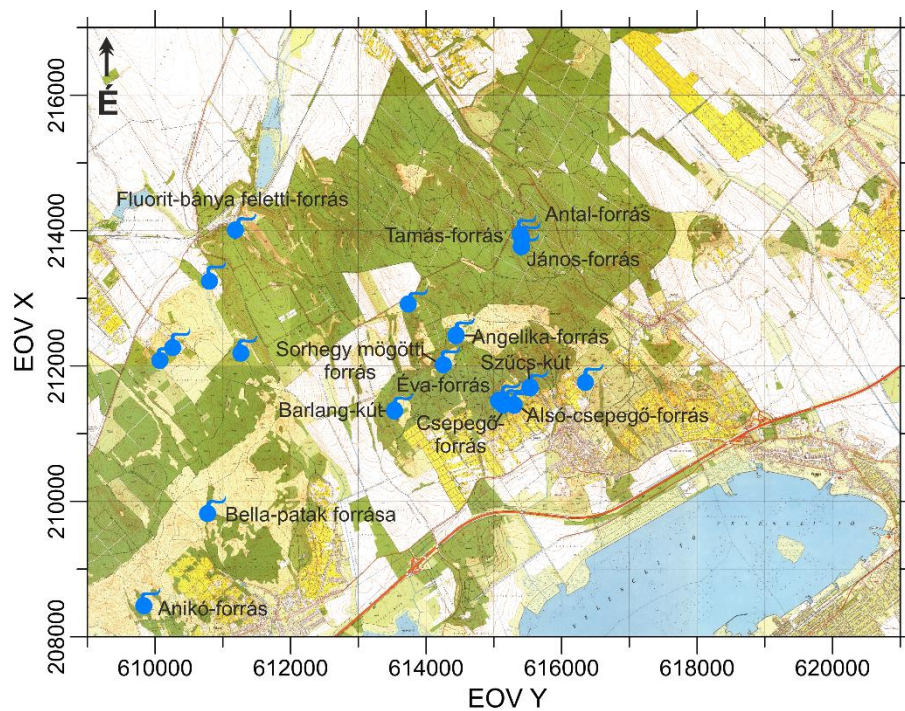 216000
É
Fluorit-bánya feletti-forrás
Antal-forrás
214000
Tamás-forrás
János-forrás
EOV X
Angelika-forrás
212000
Sorhegy mögötti
forrás
Szűcs-kút
Éva-forrás
Barlang-kút
Csepegő-
forrás
Alsó-csepegő-forrás
210000
Bella-patak forrása
VELENCEI TÓ
Anikó-forrás
208000
610000
612000
614000
616000
618000
620000
EOV Y